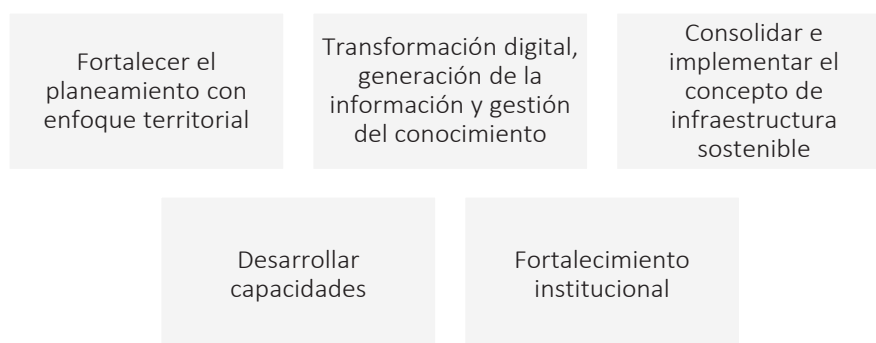 Fortalecer el
planeamiento con
enfoque territorial
Transformación digital,
generación de la
información y gestión
del conocimiento
Consolidar e
implementar el
concepto de
infraestructura
sostenible
Desarrollar
capacidades
Fortalecimiento
institucional